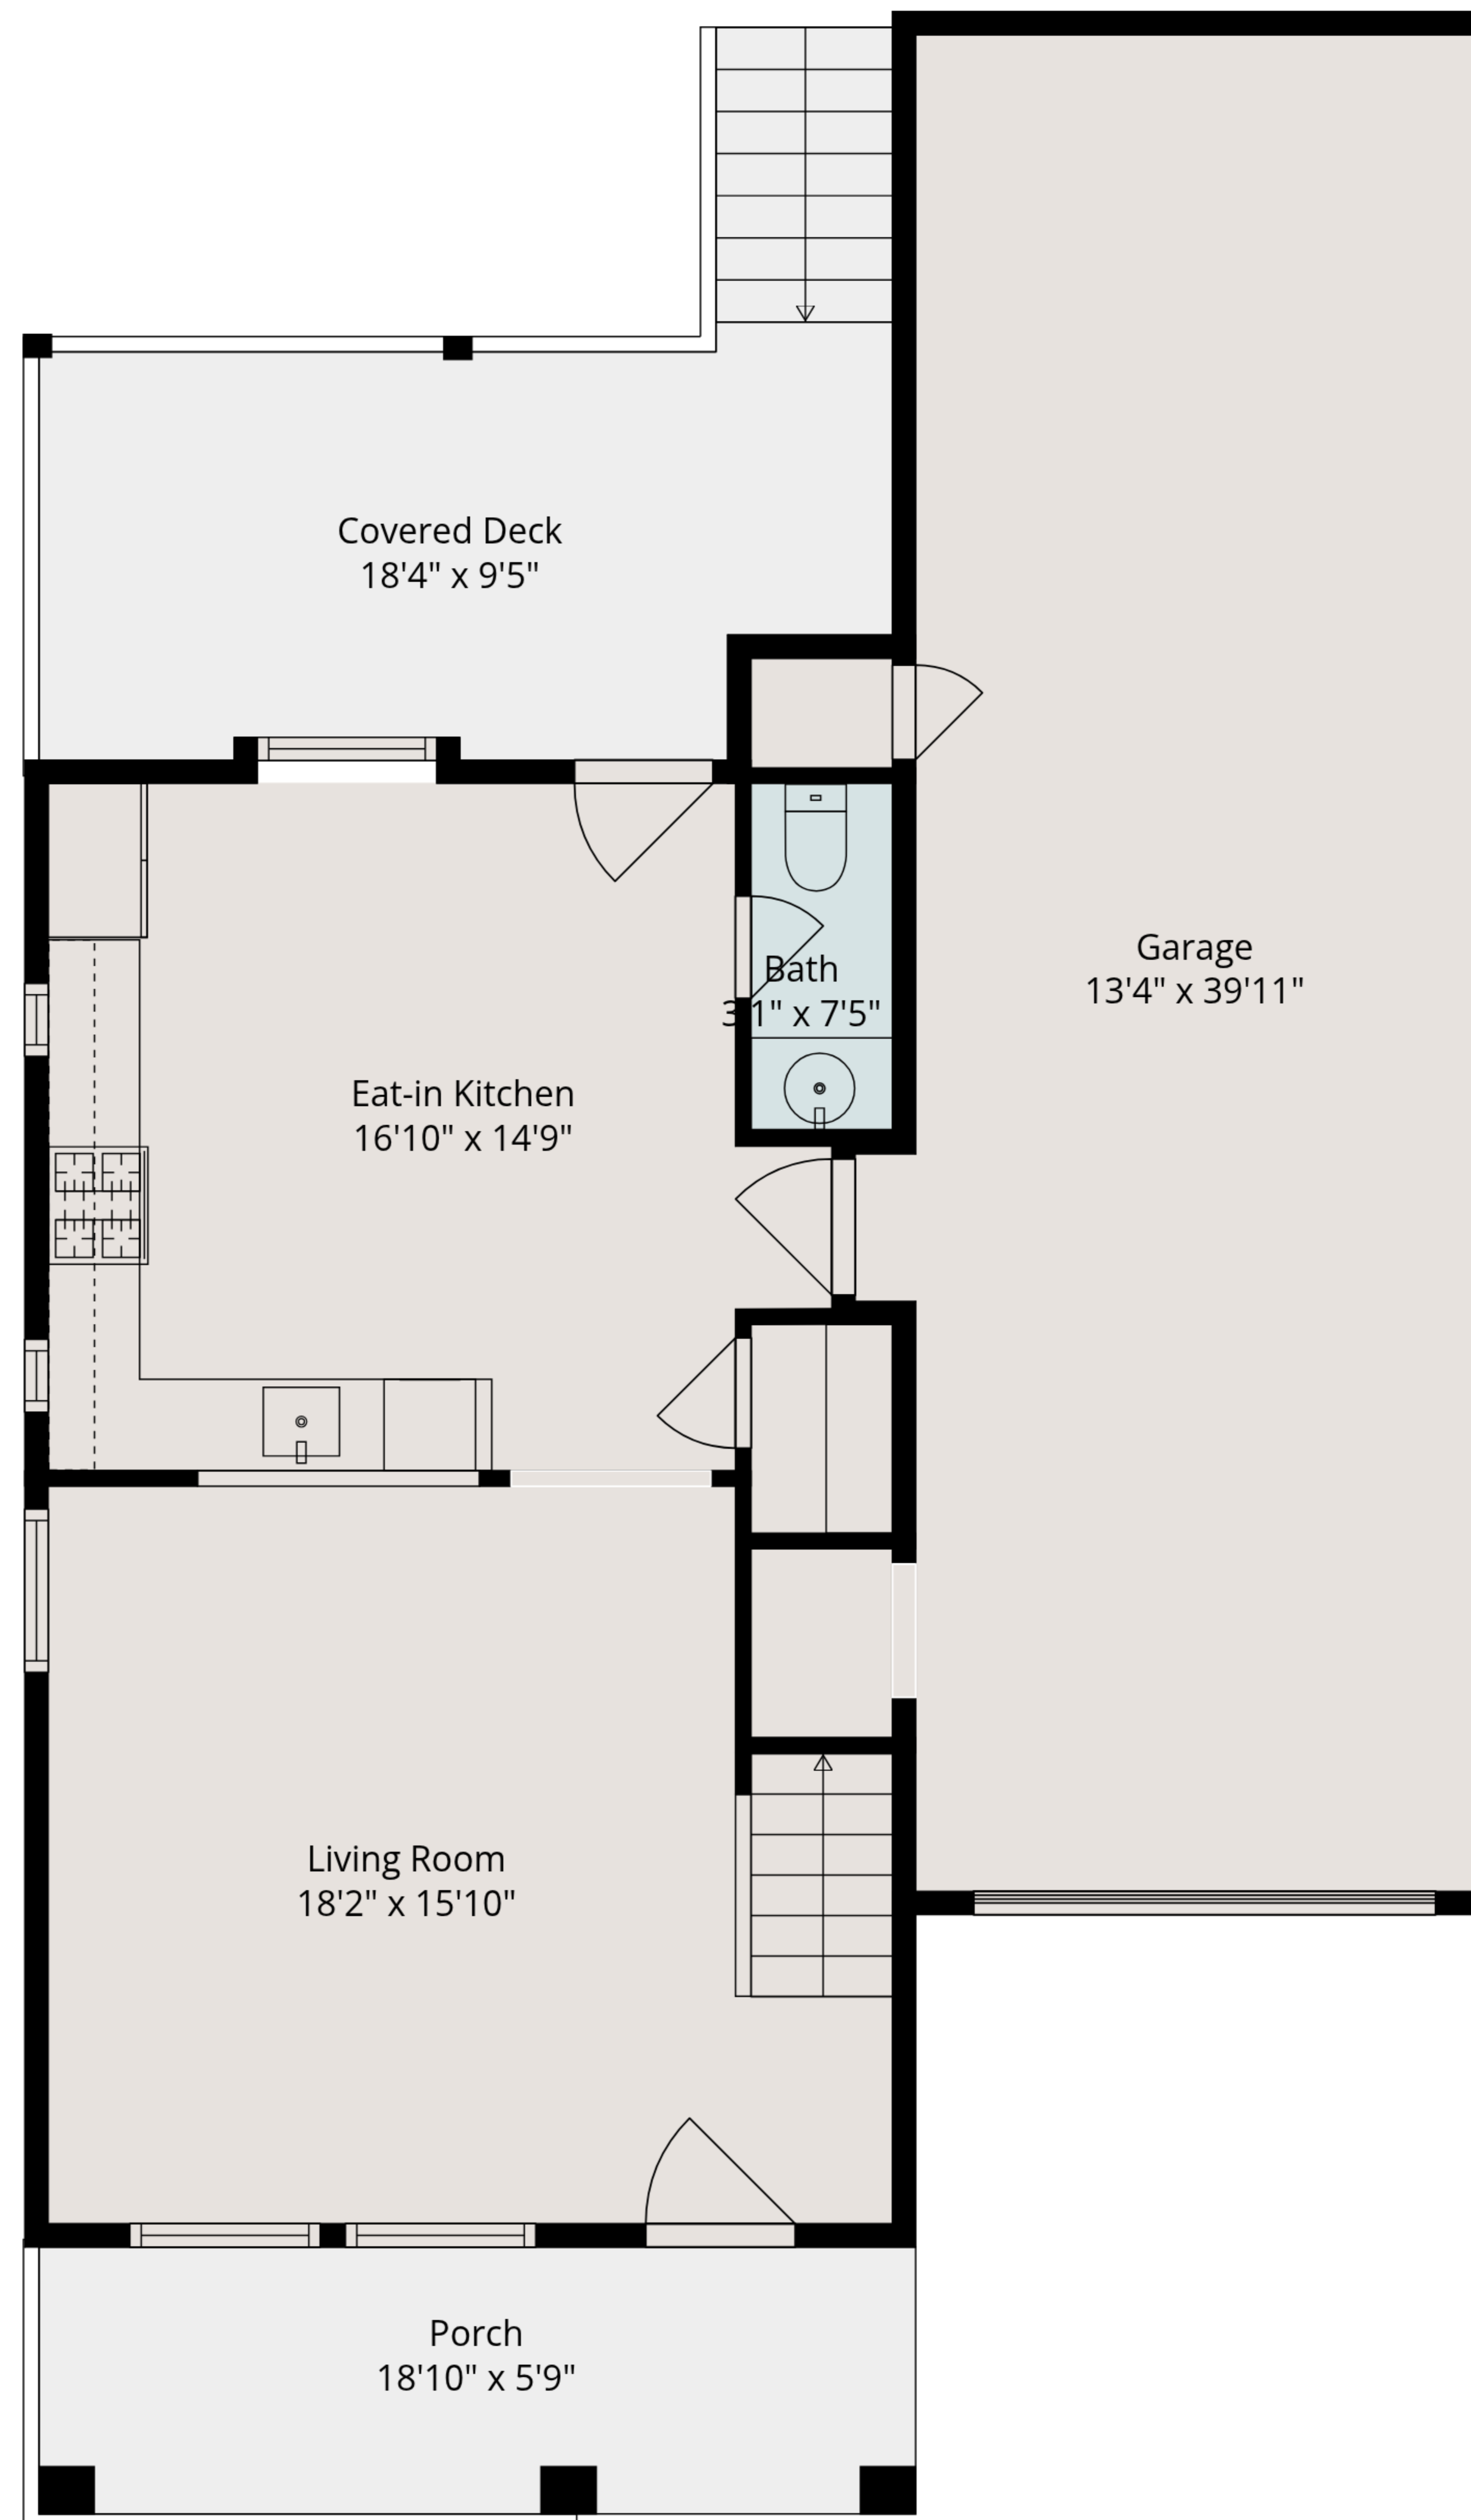 Covered Deck
18'4" x 9'5"
Garage
13'4" x 39'11"
Bath
3'1" x 7'5"
Eat-in Kitchen
16'10" x 14'9"
Living Room
18'2" x 15'10"
Porch
18'10" x 5'9"